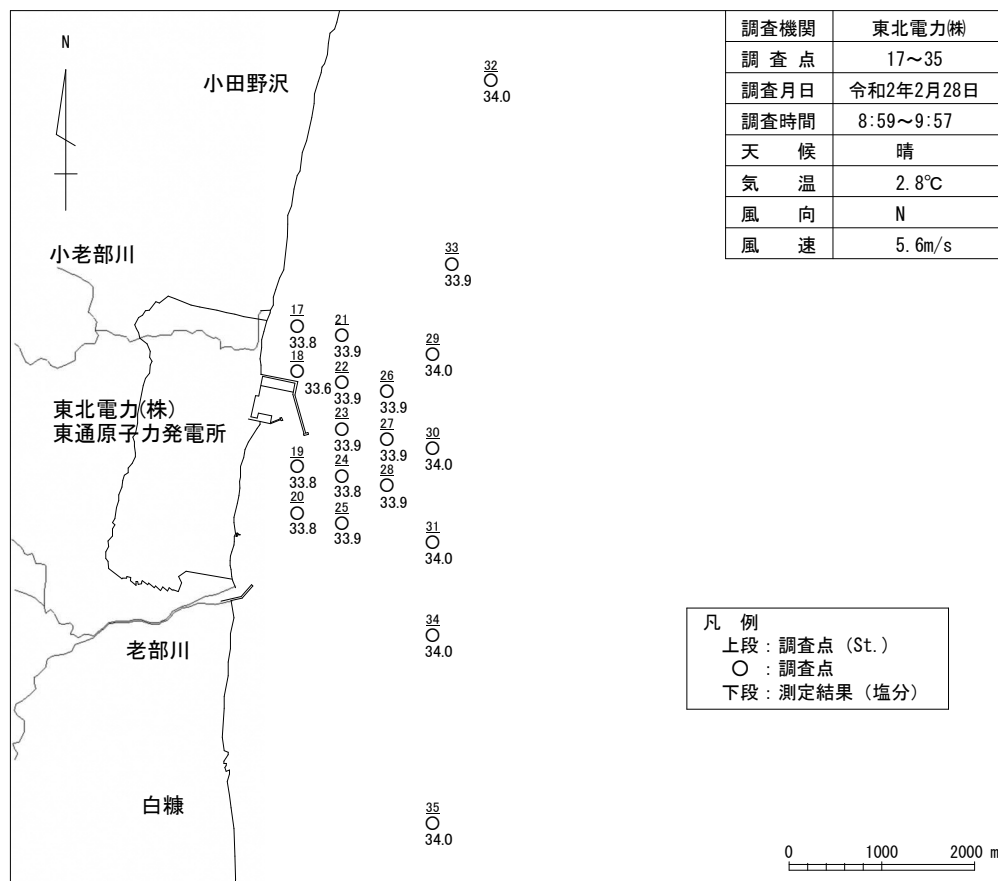 N
小田野沢
小老部川
東北電力(株)
東通原子力発電所
老部川
白糠
調査機関 東北電力㈱
調査点 17～35
調査月日 令和2年2月28日
調査時間 8:59～9:57
天候 晴
気温 2.8℃
風向 N
風速 5.6m/s
32
34.0
33
33.9
17
33.8
21
33.9
29
34.0
18
33.6
22
33.9
26
33.9
23
33.9
27
33.9
30
34.0
19
33.8
24
33.8
28
33.9
20
33.8
25
33.9
31
34.0
34
34.0
35
34.0
凡 例
上段：調査点（St.）
○ ：調査点
下段：測定結果（塩分）
0 1000 2000 m